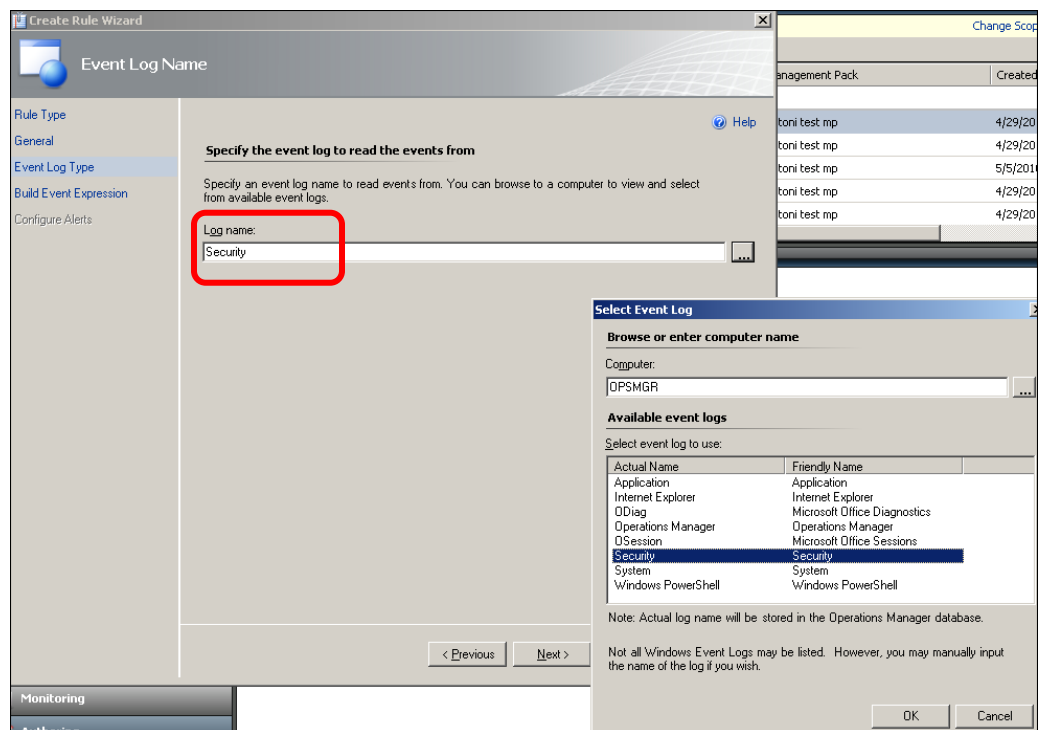 Create Rule Wizard
Event Log Name
Rule Type
General
Event Log Type
Build Event Expression
Configure Alerts
Help
Specify the event log to read the events from
Specify an event log name to read events from. You can browse to a computer to view and select
from available event logs.
Log name:
Security
...
< Previous
Next >
Monitoring
Change Scop
anagement Pack
Created
toni test mp
4/29/20
toni test mp
4/29/20
toni test mp
5/5/201
toni test mp
4/29/20
toni test mp
4/29/20
Select Event Log
Browse or enter computer name
Computer:
OPSMGR
...
Available event logs
Select event log to use:
Actual Name Friendly Name
Application Application
Internet Explorer Internet Explorer
ODiag Microsoft Office Diagnostics
Operations Manager Operations Manager
OSession Microsoft Office Sessions
Security Security
System System
Windows PowerShell Windows PowerShell
Note: Actual log name will be stored in the Operations Manager database.
Not all Windows Event Logs may be listed. However, you may manually input
the name of the log if you wish.
OK
Cancel